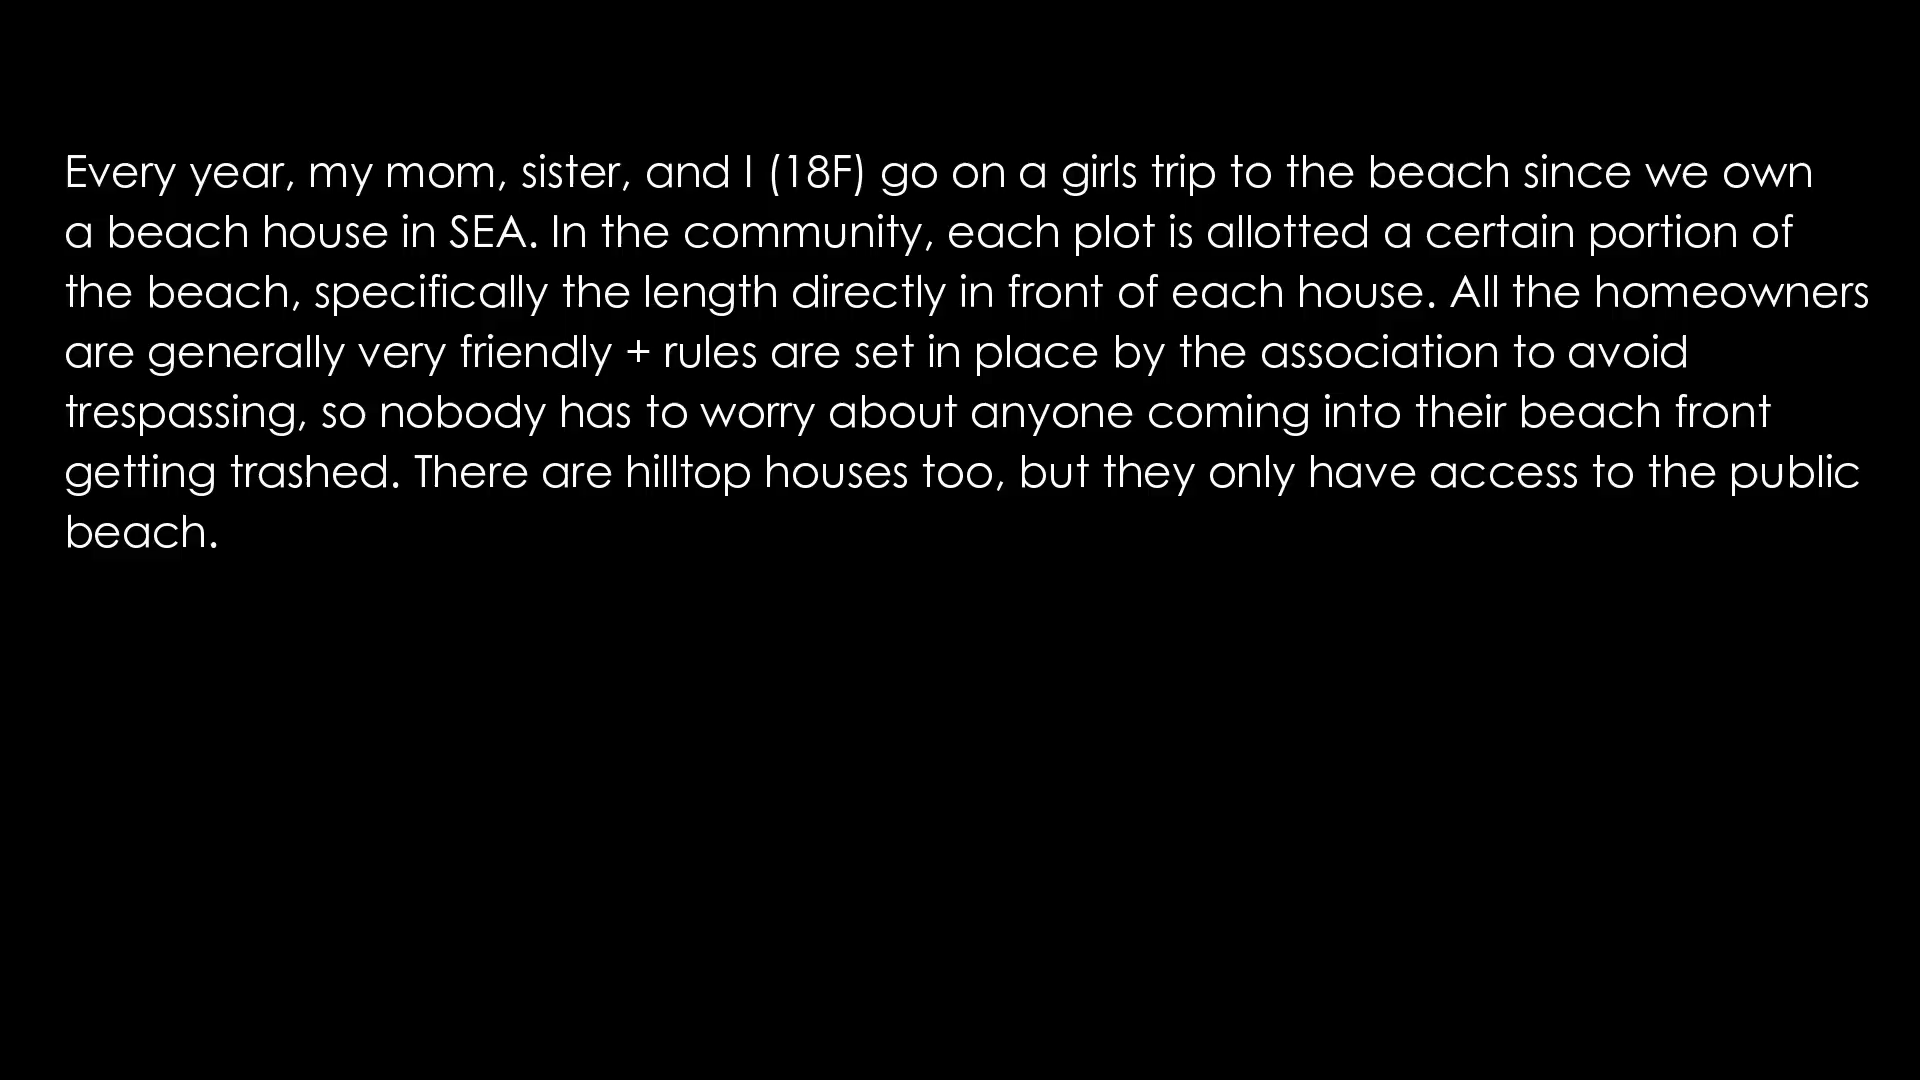 Every year, my mom, sister, and I (18F) go on a girls trip to the beach since we own
a beach house in SEA. In the community, each plot is allotted a certain portion of
the beach, specifically the length directly in front of each house. All the homeowners
are generally very friendly + rules are set in place by the association to avoid
trespassing, so nobody has to worry about anyone coming into their beach front
getting trashed. There are hilltop houses too, but they only have access to the public
beach.